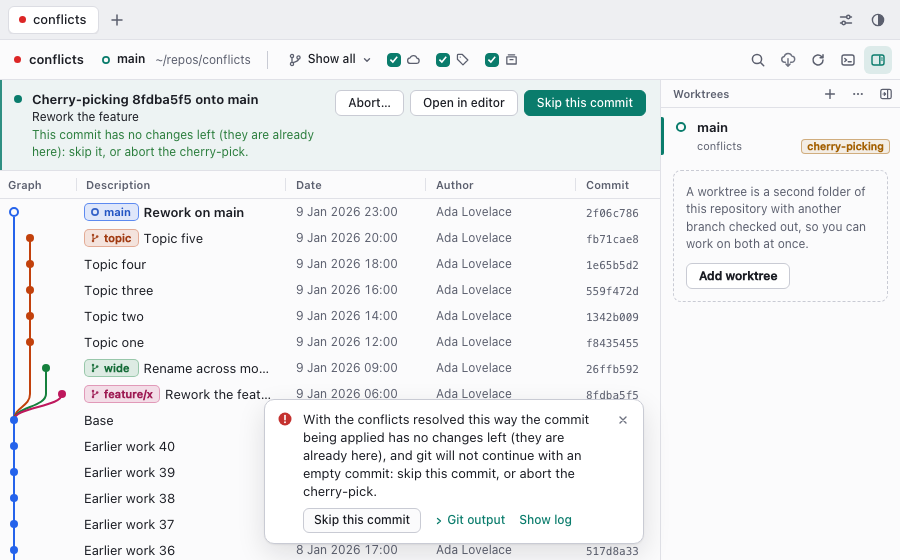 conflicts
conflicts main ~/repos/conflicts Show all
Cherry-picking 8fdba5f5 onto main
Rework the feature
This commit has no changes left (they are already
here): skip it, or abort the cherry-pick.
Abort... Open in editor Skip this commit
Worktrees
main
conflicts cherry-picking
A worktree is a second folder of
this repository with another
branch checked out, so you can
work on both at once.
Add worktree
Graph Description Date Author Commit
main Rework on main 9 Jan 2026 23:00 Ada Lovelace 2f06c786
topic Topic five 9 Jan 2026 20:00 Ada Lovelace fb71cae8
Topic four 9 Jan 2026 18:00 Ada Lovelace 1e65b5d2
Topic three 9 Jan 2026 16:00 Ada Lovelace 559f472d
Topic two 9 Jan 2026 14:00 Ada Lovelace 1342b009
Topic one 9 Jan 2026 12:00 Ada Lovelace f8435455
wide Rename across mo... 9 Jan 2026 09:00 Ada Lovelace 26ffb592
feature/x Rework the feat... 9 Jan 2026 06:00 Ada Lovelace 8fdba5f5
Base
Earlier work 40
Earlier work 39
Earlier work 38
Earlier work 37
Earlier work 36 8 Jan 2026 17:00 Ada Lovelace 517d8a33
With the conflicts resolved this way the commit
being applied has no changes left (they are
already here), and git will not continue with an
empty commit: skip this commit, or abort the
cherry-pick.
Skip this commit Git output Show log